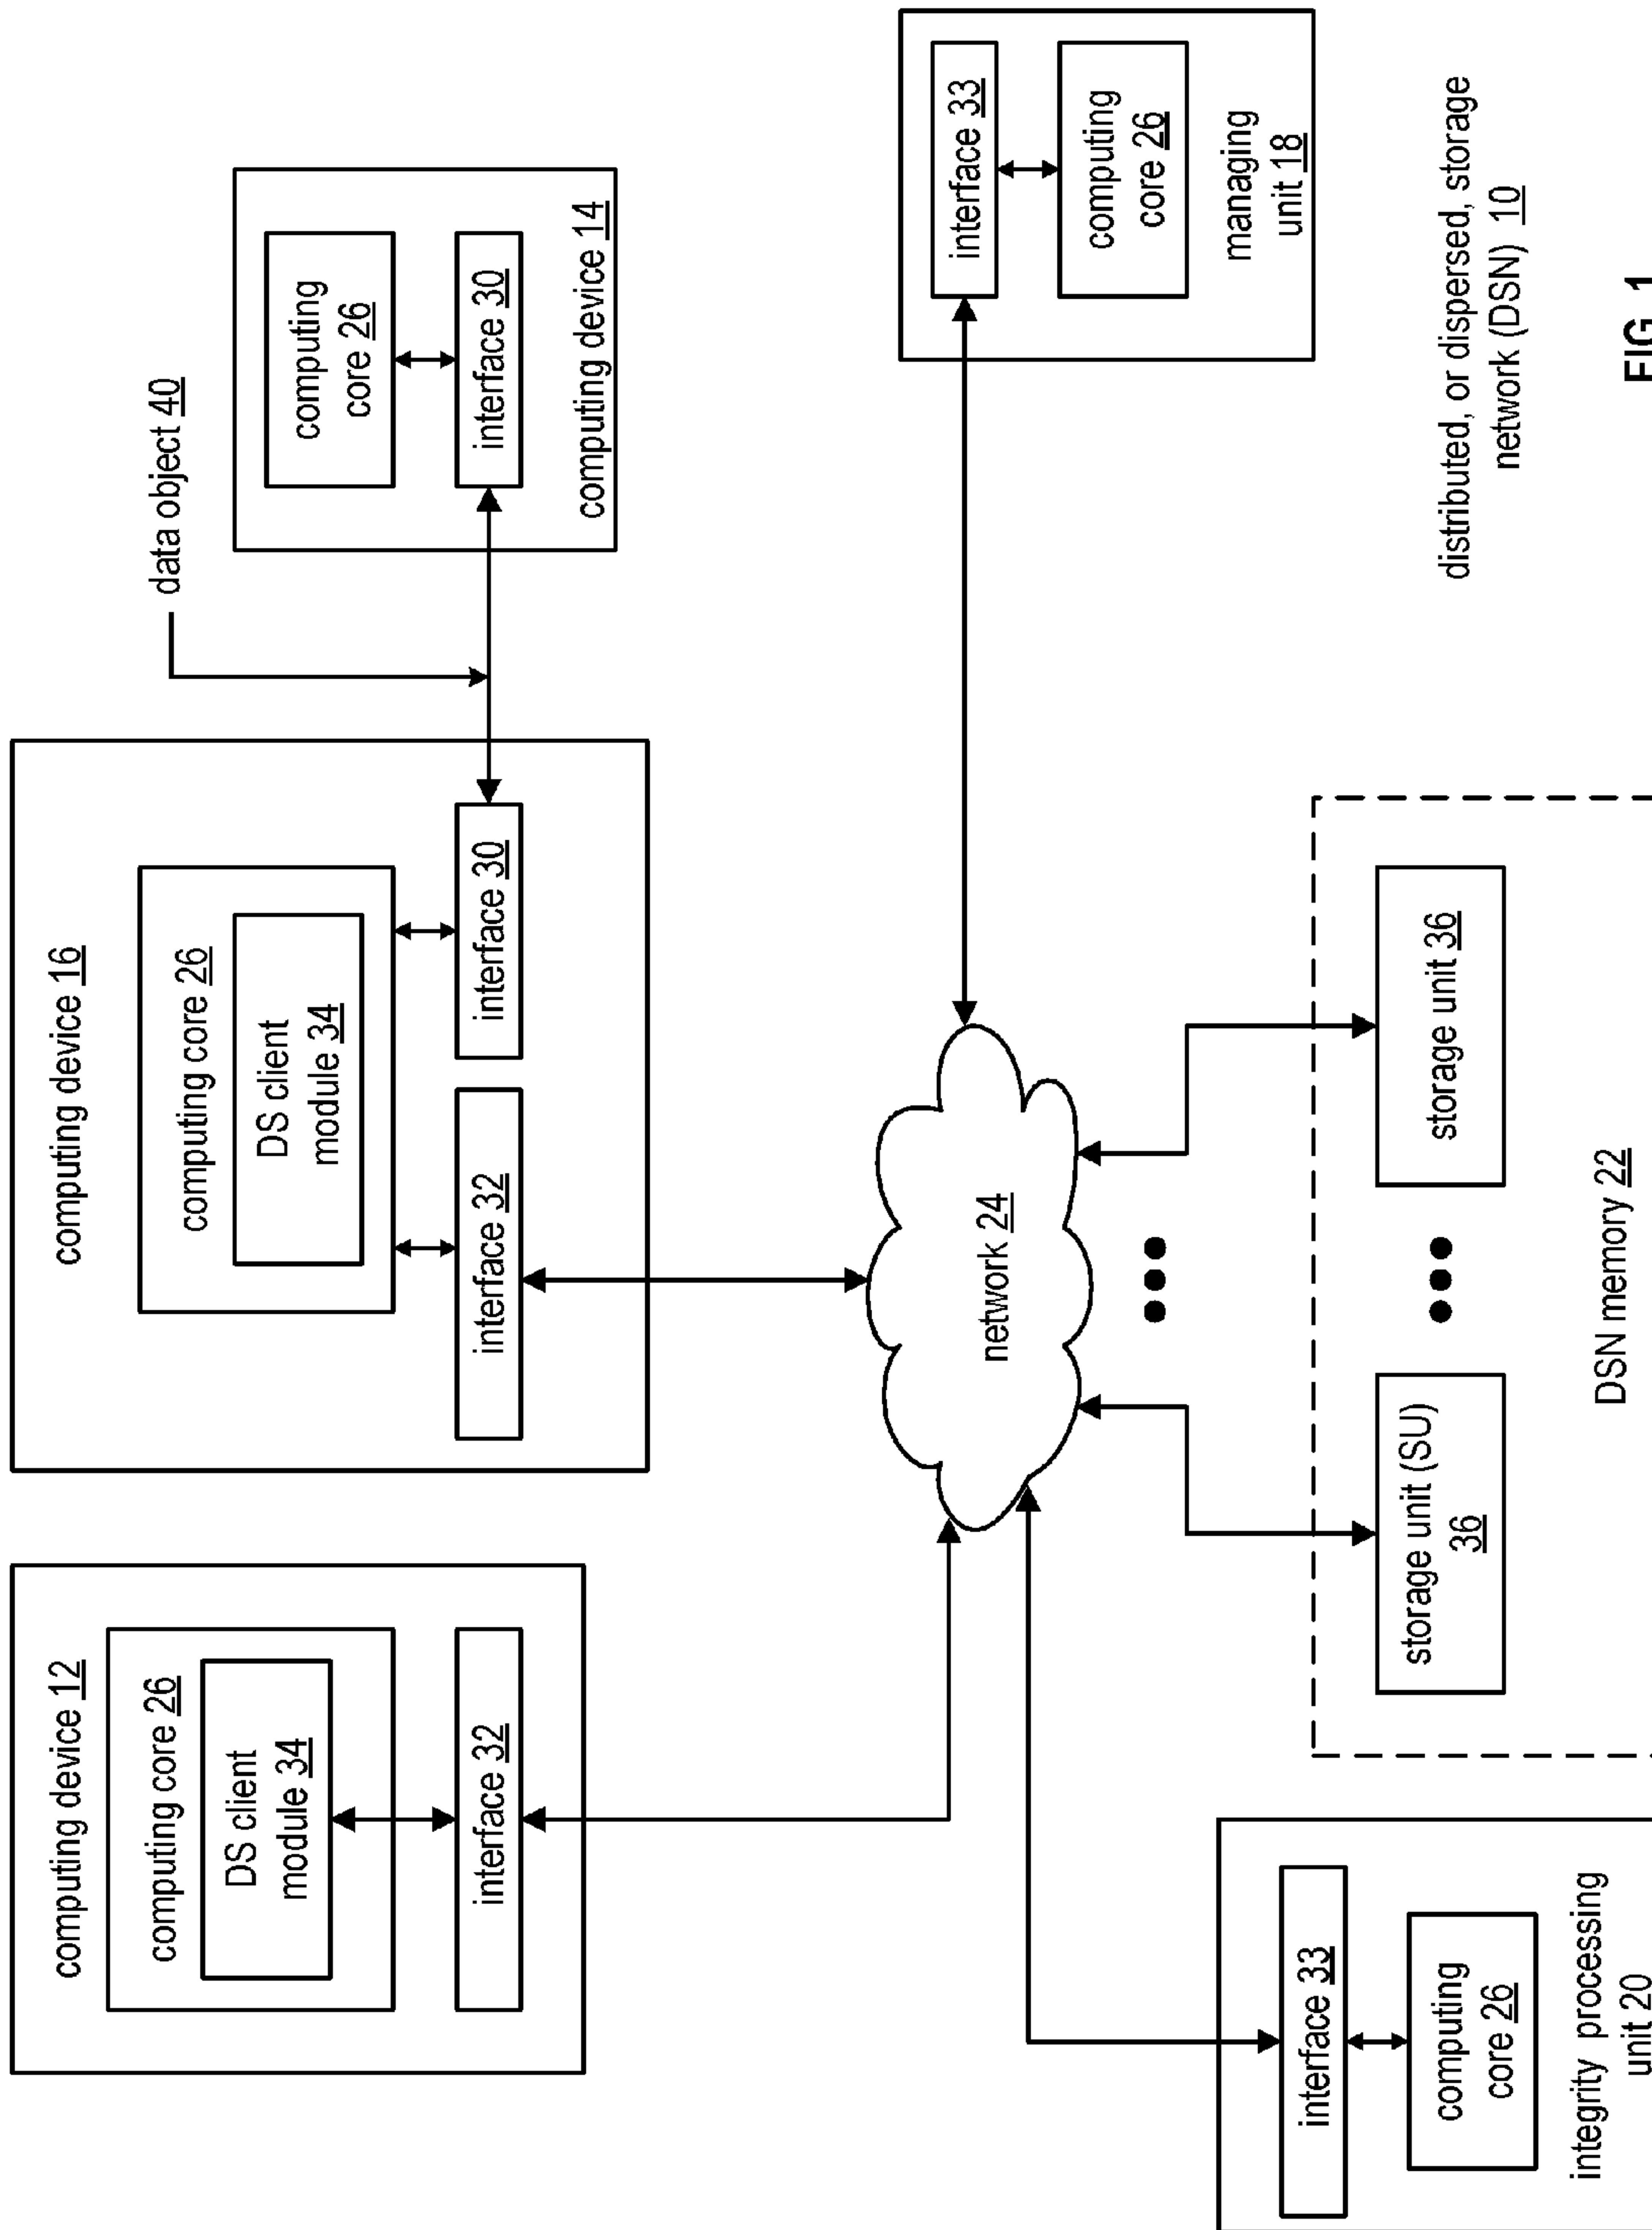 computing device 12
computing core 26
DS client
module 34
interface 32
computing device 16
computing core 26
DS client
module 34
interface 32
interface 30
data object 40
computing
core 26
interface 30
computing device 14
network 24
interface 33
computing
core 26
managing
unit 18
interface 33
computing
core 26
integrity processing
unit 20
storage unit (SU)
36
storage unit 36
DSN memory 22
distributed, or dispersed, storage
network (DSN) 10
FIG. 1